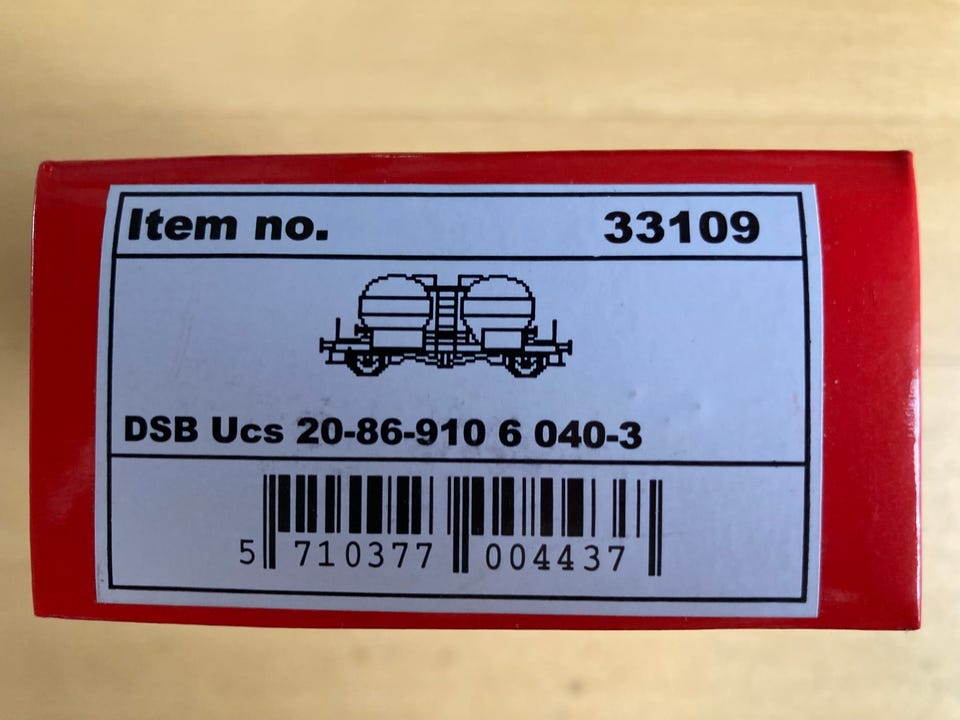 Item no. 33109
DSB Ucs 20-86-910 6 040-3
5 710377 004437